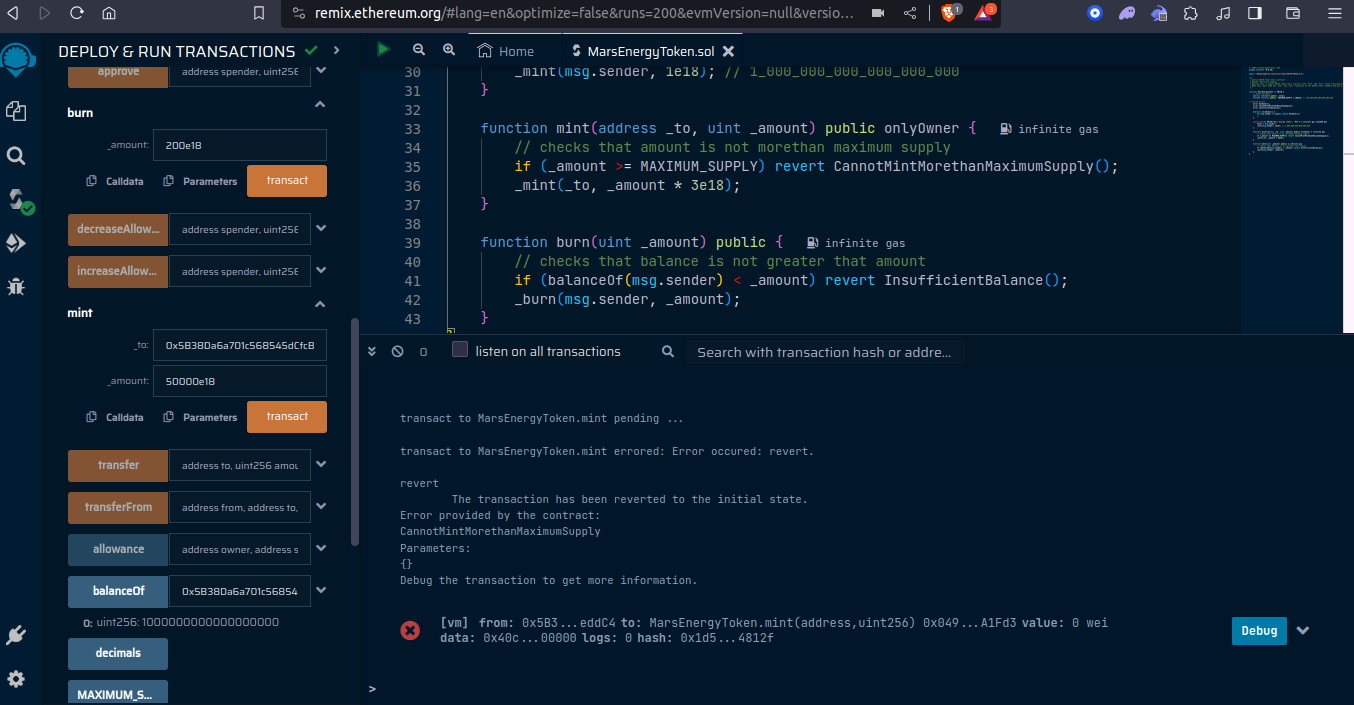 remix.ethereum.org/#lang=en&optimize=false&runs=200&evmVersion=null&versio...
1
3
DEPLOY & RUN TRANSACTIONS
approve
address spender, uint256
burn
_amount:
200e18
Calldata
Parameters
transact
decreaseAllow...
address spender, uint256
increaseAllow...
address spender, uint256
mint
_to:
0x5B38Da6a701c568545dCfcB
_amount:
50000e18
Calldata
Parameters
transact
transfer
address to, uint256 amou
transferFrom
address from, address to,
allowance
address owner, address s
balanceOf
0x5B38Da6a701c56854
0: uint256: 1000000000000000000
decimals
MAXIMUM_S...
Home
MarsEnergyToken.sol
30 _mint(msg.sender, 1e18); // 1_000_000_000_000_000_000
31 }
32
33 function mint(address _to, uint _amount) public onlyOwner { infinite gas
34 // checks that amount is not morethan maximum supply
35 if (_amount >= MAXIMUM_SUPPLY) revert CannotMintMorethanMaximumSupply();
36 _mint(_to, _amount * 3e18);
37 }
38
39 function burn(uint _amount) public { infinite gas
40 // checks that balance is not greater that amount
41 if (balanceOf(msg.sender) < _amount) revert InsufficientBalance();
42 _burn(msg.sender, _amount);
43 }
0
listen on all transactions
Search with transaction hash or addre...
transact to MarsEnergyToken.mint pending ...
transact to MarsEnergyToken.mint errored: Error occured: revert.
revert
The transaction has been reverted to the initial state.
Error provided by the contract:
CannotMintMorethanMaximumSupply
Parameters:
{}
Debug the transaction to get more information.
[vm] from: 0x5B3...eddC4 to: MarsEnergyToken.mint(address,uint256) 0x049...A1Fd3 value: 0 wei
data: 0x40c...00000 logs: 0 hash: 0x1d5...4812f
Debug
>